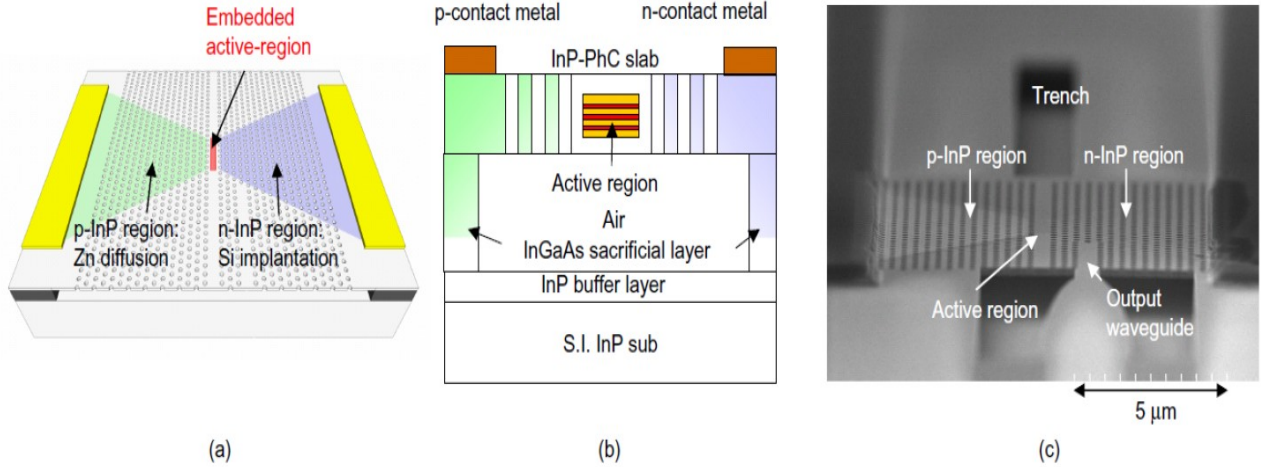 Embedded
active-region
p-InP region:
Zn diffusion
n-InP region:
Si implantation
(a)
p-contact metal
n-contact metal
InP-PhC slab
Active region
Air
InGaAs sacrificial layer
InP buffer layer
S.I. InP sub
(b)
Trench
p-InP region
n-InP region
Active
region
Output
waveguide
5 µm
(c)